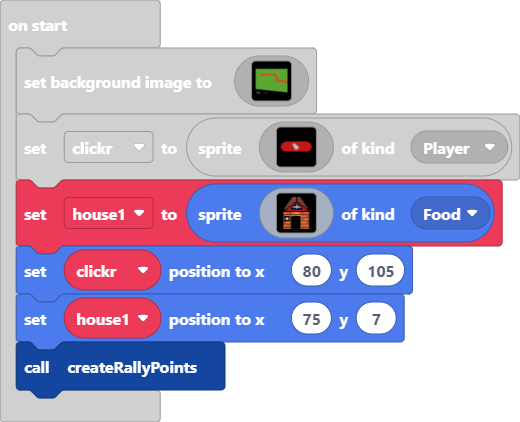 on start
set background image to
set clickr to sprite of kind Player
set house1 to sprite of kind Food
set clickr position to x 80 y 105
set house1 position to x 75 y 7
call createRallyPoints